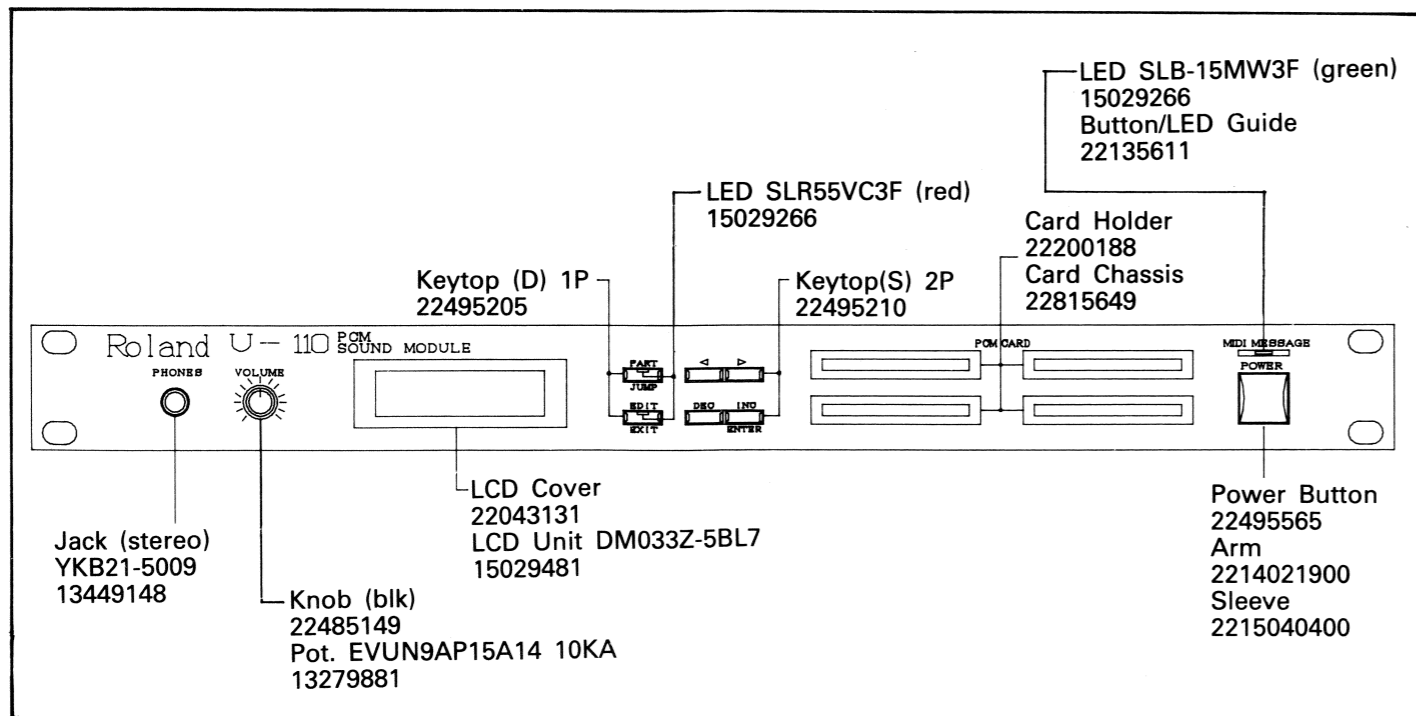 LED SLB-15MW3F (green)
15029266
Button/LED Guide
22135611
LED SLR55VC3F (red)
15029266
Card Holder
22200188
Card Chassis
22815649
Keytop (D) 1P
22495205
Keytop(S) 2P
22495210
Roland U-110 PCM
SOUND MODULE
PHONES
VOLUME
PART
JUMP
EDIT
EXIT
◁ ▷
DEC INC
ENTER
PCM CARD
MIDI MESSAGE
POWER
Jack (stereo)
YKB21-5009
13449148
Knob (blk)
22485149
Pot. EVUN9AP15A14 10KA
13279881
LCD Cover
22043131
LCD Unit DM033Z-5BL7
15029481
Power Button
22495565
Arm
2214021900
Sleeve
2215040400